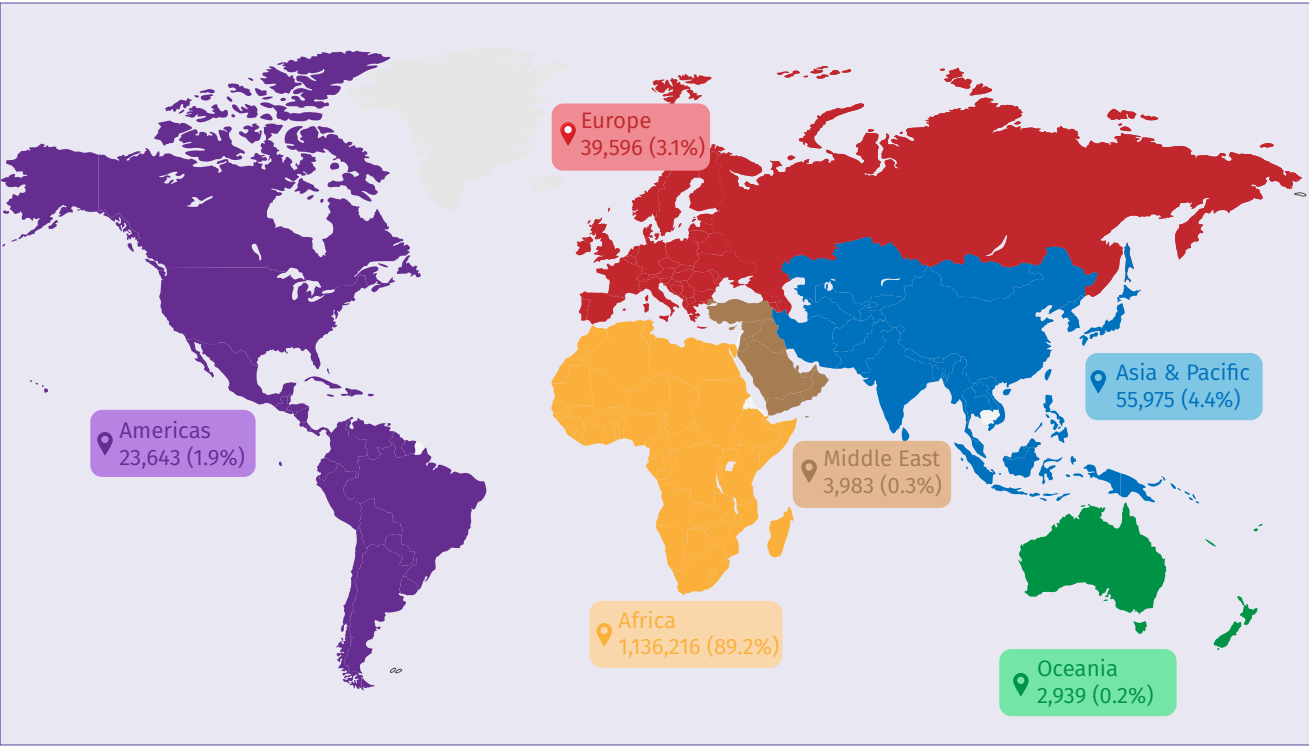 Europe
39,596 (3.1%)
Asia & Pacific
55,975 (4.4%)
Americas
23,643 (1.9%)
Middle East
3,983 (0.3%)
Africa
1,136,216 (89.2%)
Oceania
2,939 (0.2%)